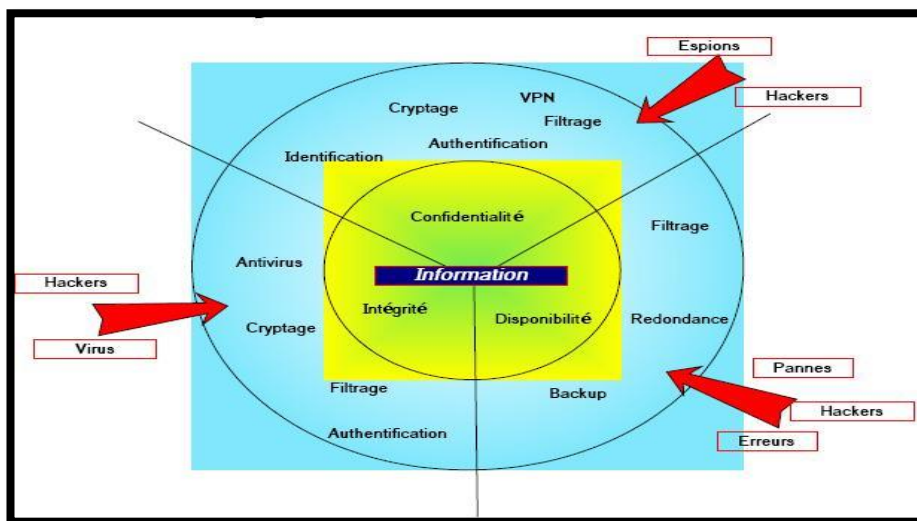 Espions
Hackers
VPN
Cryptage
Filtrage
Authentification
Identification
Confidentialité
Filtrage
Antivirus
Information
Hackers
Intégrité
Disponibilité
Redondance
Cryptage
Virus
Pannes
Filtrage
Backup
Hackers
Authentification
Erreurs